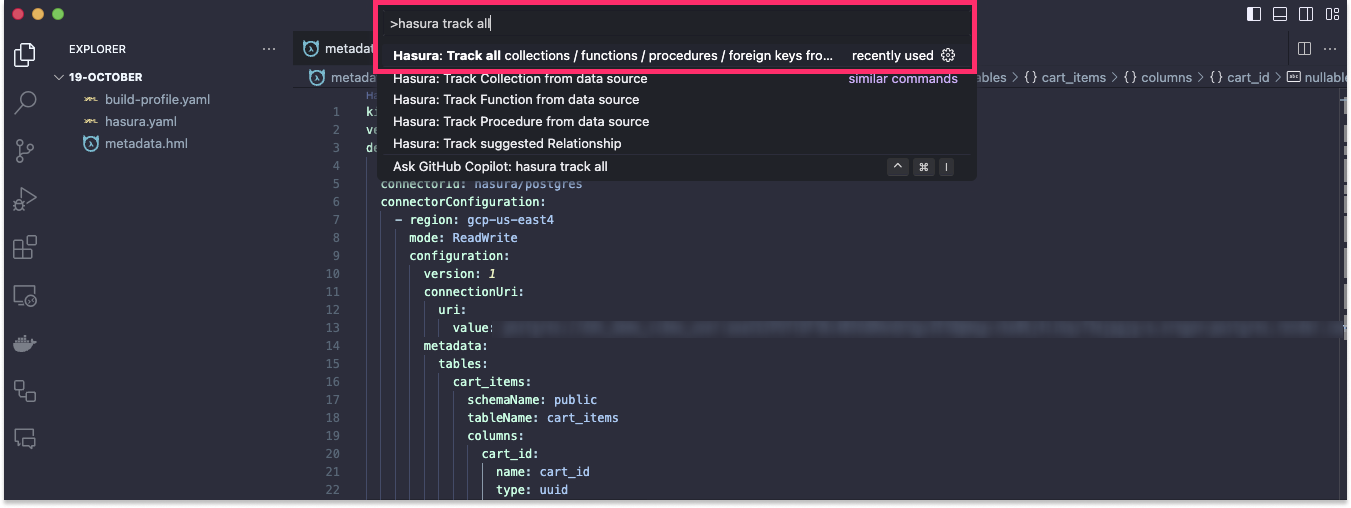 >hasura track all
Hasura: Track all collections / functions / procedures / foreign keys fro... recently used
Hasura: Track Collection from data source similar commands
Hasura: Track Function from data source
Hasura: Track Procedure from data source
Hasura: Track suggested Relationship
Ask GitHub Copilot: hasura track all ^ ⌘ I
EXPLORER ...
19-OCTOBER
YAML build-profile.yaml
YAML hasura.yaml
metadata.hml
metadat
metada
ables > {} cart_items > {} columns > {} cart_id > abc nullable
Ha
1 ki
2 ve
3 de
4
5 connectorId: hasura/postgres
6 connectorConfiguration:
7 - region: gcp-us-east4
8 mode: ReadWrite
9 configuration:
10 version: 1
11 connectionUri:
12 uri:
13 value:
14 metadata:
15 tables:
16 cart_items:
17 schemaName: public
18 tableName: cart_items
19 columns:
20 cart_id:
21 name: cart_id
22 type: uuid